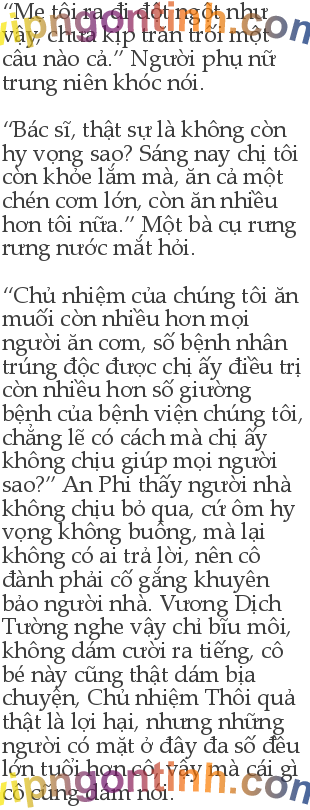 “Mẹ tôi ra đi đột ngột như
vậy, chưa kịp trăn trối một
câu nào cả.” Người phụ nữ
trung niên khóc nói.
“Bác sĩ, thật sự là không còn
hy vọng sao? Sáng nay chị tôi
còn khỏe lắm mà, ăn cả một
chén cơm lớn, còn ăn nhiều
hơn tôi nữa.” Một bà cụ rưng
rưng nước mắt hỏi.
“Chủ nhiệm của chúng tôi ăn
muối còn nhiều hơn mọi
người ăn cơm, số bệnh nhân
trúng độc được chị ấy điều trị
còn nhiều hơn số giường
bệnh của bệnh viện chúng tôi,
chẳng lẽ có cách mà chị ấy
không chịu giúp mọi người
sao?” An Phi thấy người nhà
không chịu bỏ qua, cứ ôm hy
vọng không buông, mà lại
không có ai trả lời, nên cô
đành phải cố gắng khuyên
bảo người nhà. Vương Dịch
Tường nghe vậy chỉ bĩu môi,
không dám cười ra tiếng, cô
bé này cũng thật dám bịa
chuyện, Chủ nhiệm Thôi quả
thật là lợi hại, nhưng những
người có mặt ở đây đa số đều
lớn tuổi hơn cô, vậy mà cái gì
cô cũng dám nói.
vipngontinh.com
vipngontinh.com